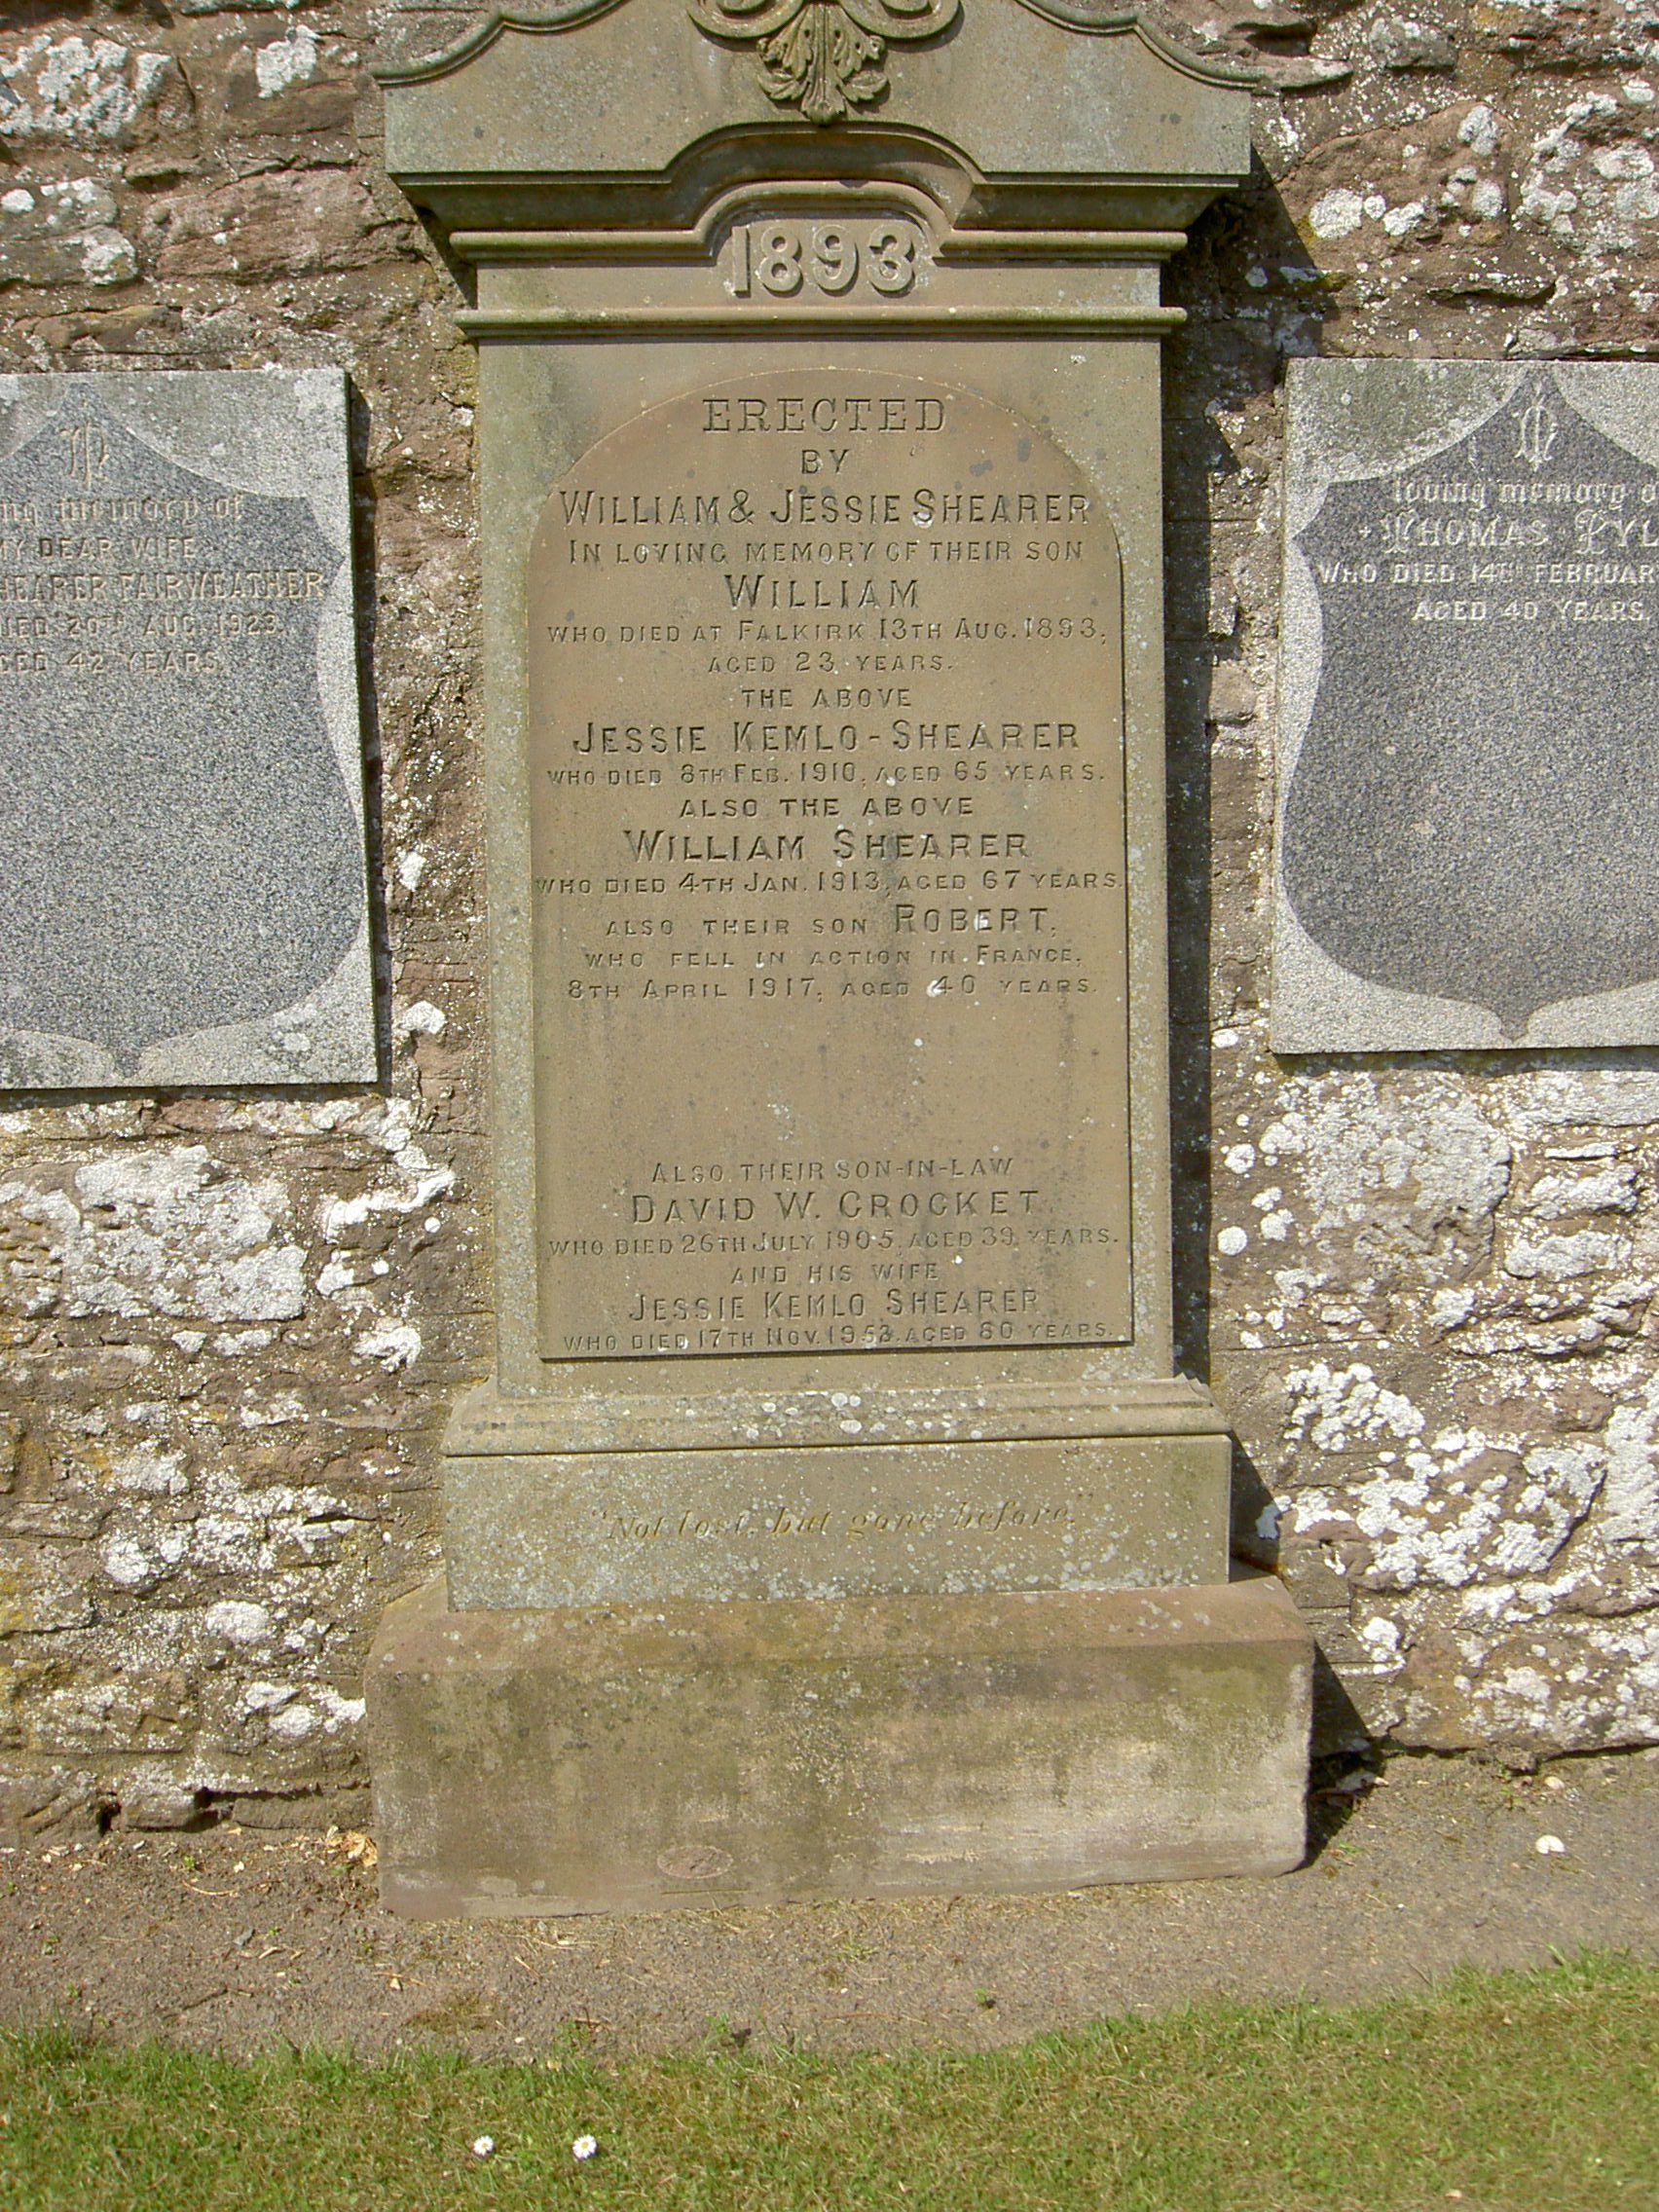 1893
ERECTED
BY
WILLIAM & JESSIE SHEARER
IN LOVING MEMORY OF THEIR SON
WILLIAM
WHO DIED AT FALKIRK 13TH AUG. 1893,
AGED 23 YEARS.
THE ABOVE
JESSIE KEMLO-SHEARER
WHO DIED 8TH FEB. 1910, AGED 65 YEARS.
ALSO THE ABOVE
WILLIAM SHEARER
WHO DIED 4TH JAN. 1913, AGED 67 YEARS.
ALSO THEIR SON ROBERT,
WHO FELL IN ACTION IN FRANCE,
8TH APRIL 1917, AGED 40 YEARS.
ALSO THEIR SON-IN-LAW
DAVID W. CROCKET
WHO DIED 26TH JULY 1905, AGED 39 YEARS.
AND HIS WIFE
JESSIE KEMLO SHEARER
WHO DIED 17TH NOV. AGED 80 YEARS.
"Not lost, but gone before."
memory of
MY DEAR WIFE
SHEARER FAIRWEATHER
DIED 20TH AUG. 1923,
AGED 42 YEARS.
loving memory
THOMAS
WHO DIED 14TH FEBRUARY
AGED 40 YEARS.